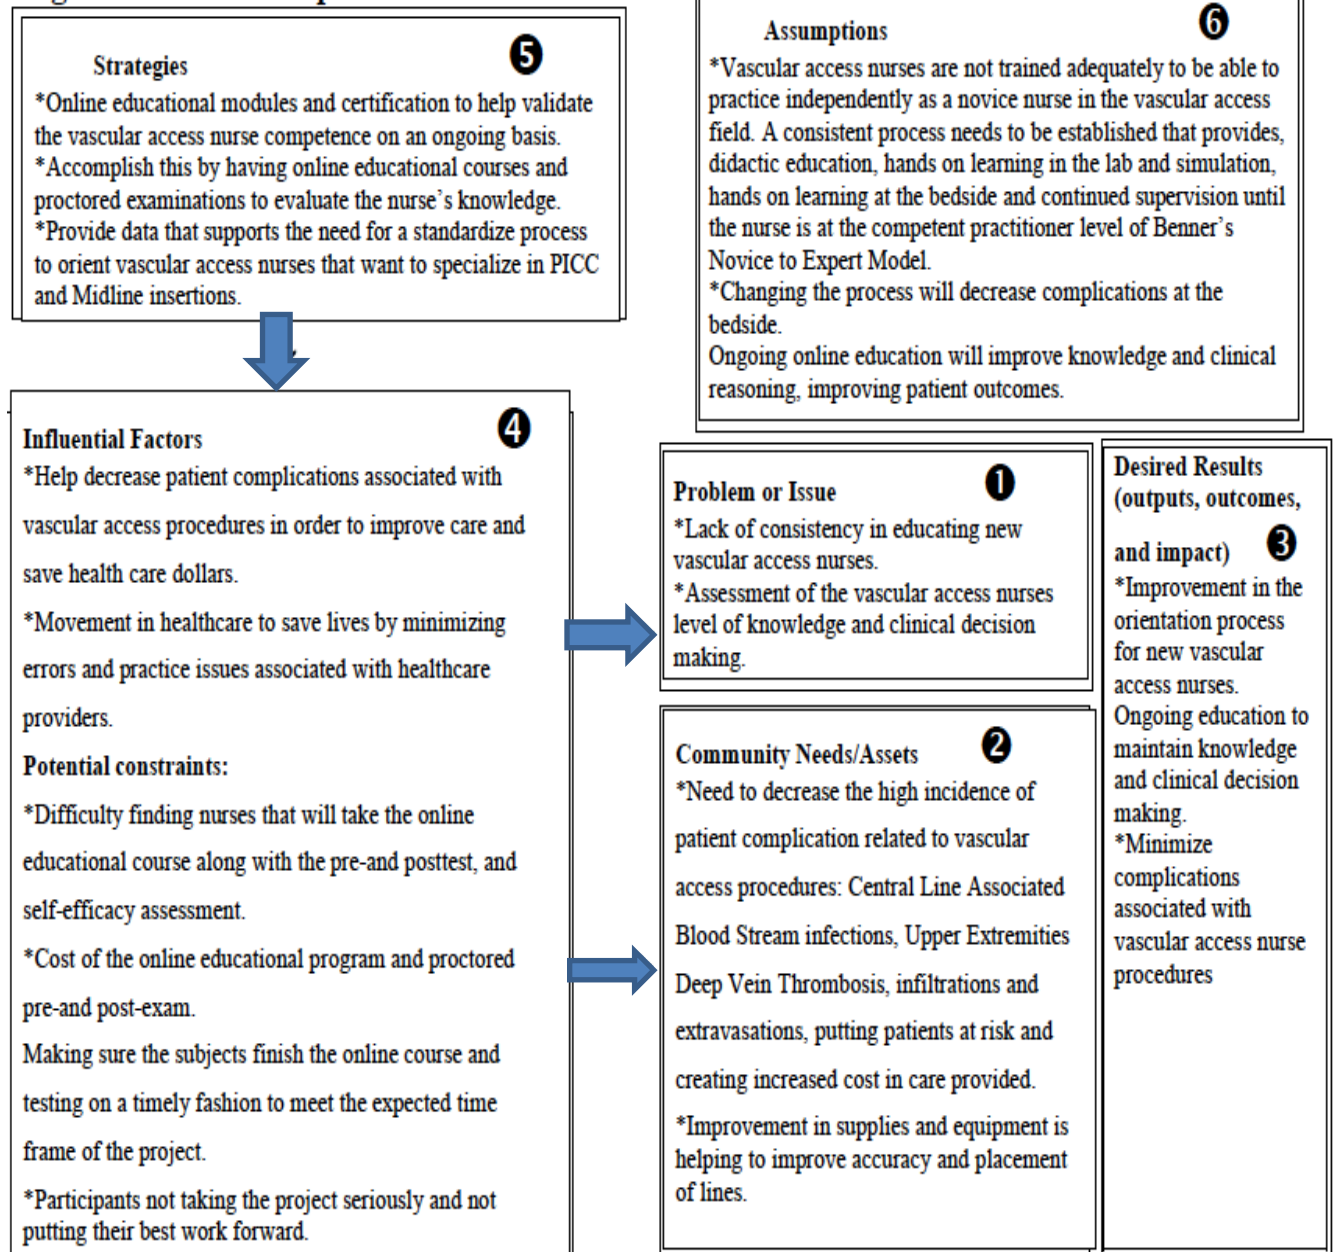 Strategies ❺
*Online educational modules and certification to help validate
the vascular access nurse competence on an ongoing basis.
*Accomplish this by having online educational courses and
proctored examinations to evaluate the nurse’s knowledge.
*Provide data that supports the need for a standardize process
to orient vascular access nurses that want to specialize in PICC
and Midline insertions.
Assumptions ❻
*Vascular access nurses are not trained adequately to be able to
practice independently as a novice nurse in the vascular access
field. A consistent process needs to be established that provides,
didactic education, hands on learning in the lab and simulation,
hands on learning at the bedside and continued supervision until
the nurse is at the competent practitioner level of Benner’s
Novice to Expert Model.
*Changing the process will decrease complications at the
bedside.
Ongoing online education will improve knowledge and clinical
reasoning, improving patient outcomes.
Influential Factors ❹
*Help decrease patient complications associated with
vascular access procedures in order to improve care and
save health care dollars.
*Movement in healthcare to save lives by minimizing
errors and practice issues associated with healthcare
providers.
Potential constraints:
*Difficulty finding nurses that will take the online
educational course along with the pre-and posttest, and
self-efficacy assessment.
*Cost of the online educational program and proctored
pre-and post-exam.
Making sure the subjects finish the online course and
testing on a timely fashion to meet the expected time
frame of the project.
*Participants not taking the project seriously and not
putting their best work forward.
Problem or Issue ❶
*Lack of consistency in educating new
vascular access nurses.
*Assessment of the vascular access nurses
level of knowledge and clinical decision
making.
Community Needs/Assets ❷
*Need to decrease the high incidence of
patient complication related to vascular
access procedures: Central Line Associated
Blood Stream infections, Upper Extremities
Deep Vein Thrombosis, infiltrations and
extravasations, putting patients at risk and
creating increased cost in care provided.
*Improvement in supplies and equipment is
helping to improve accuracy and placement
of lines.
Desired Results
(outputs, outcomes,
and impact) ❸
*Improvement in the
orientation process
for new vascular
access nurses.
Ongoing education to
maintain knowledge
and clinical decision
making.
*Minimize
complications
associated with
vascular access nurse
procedures